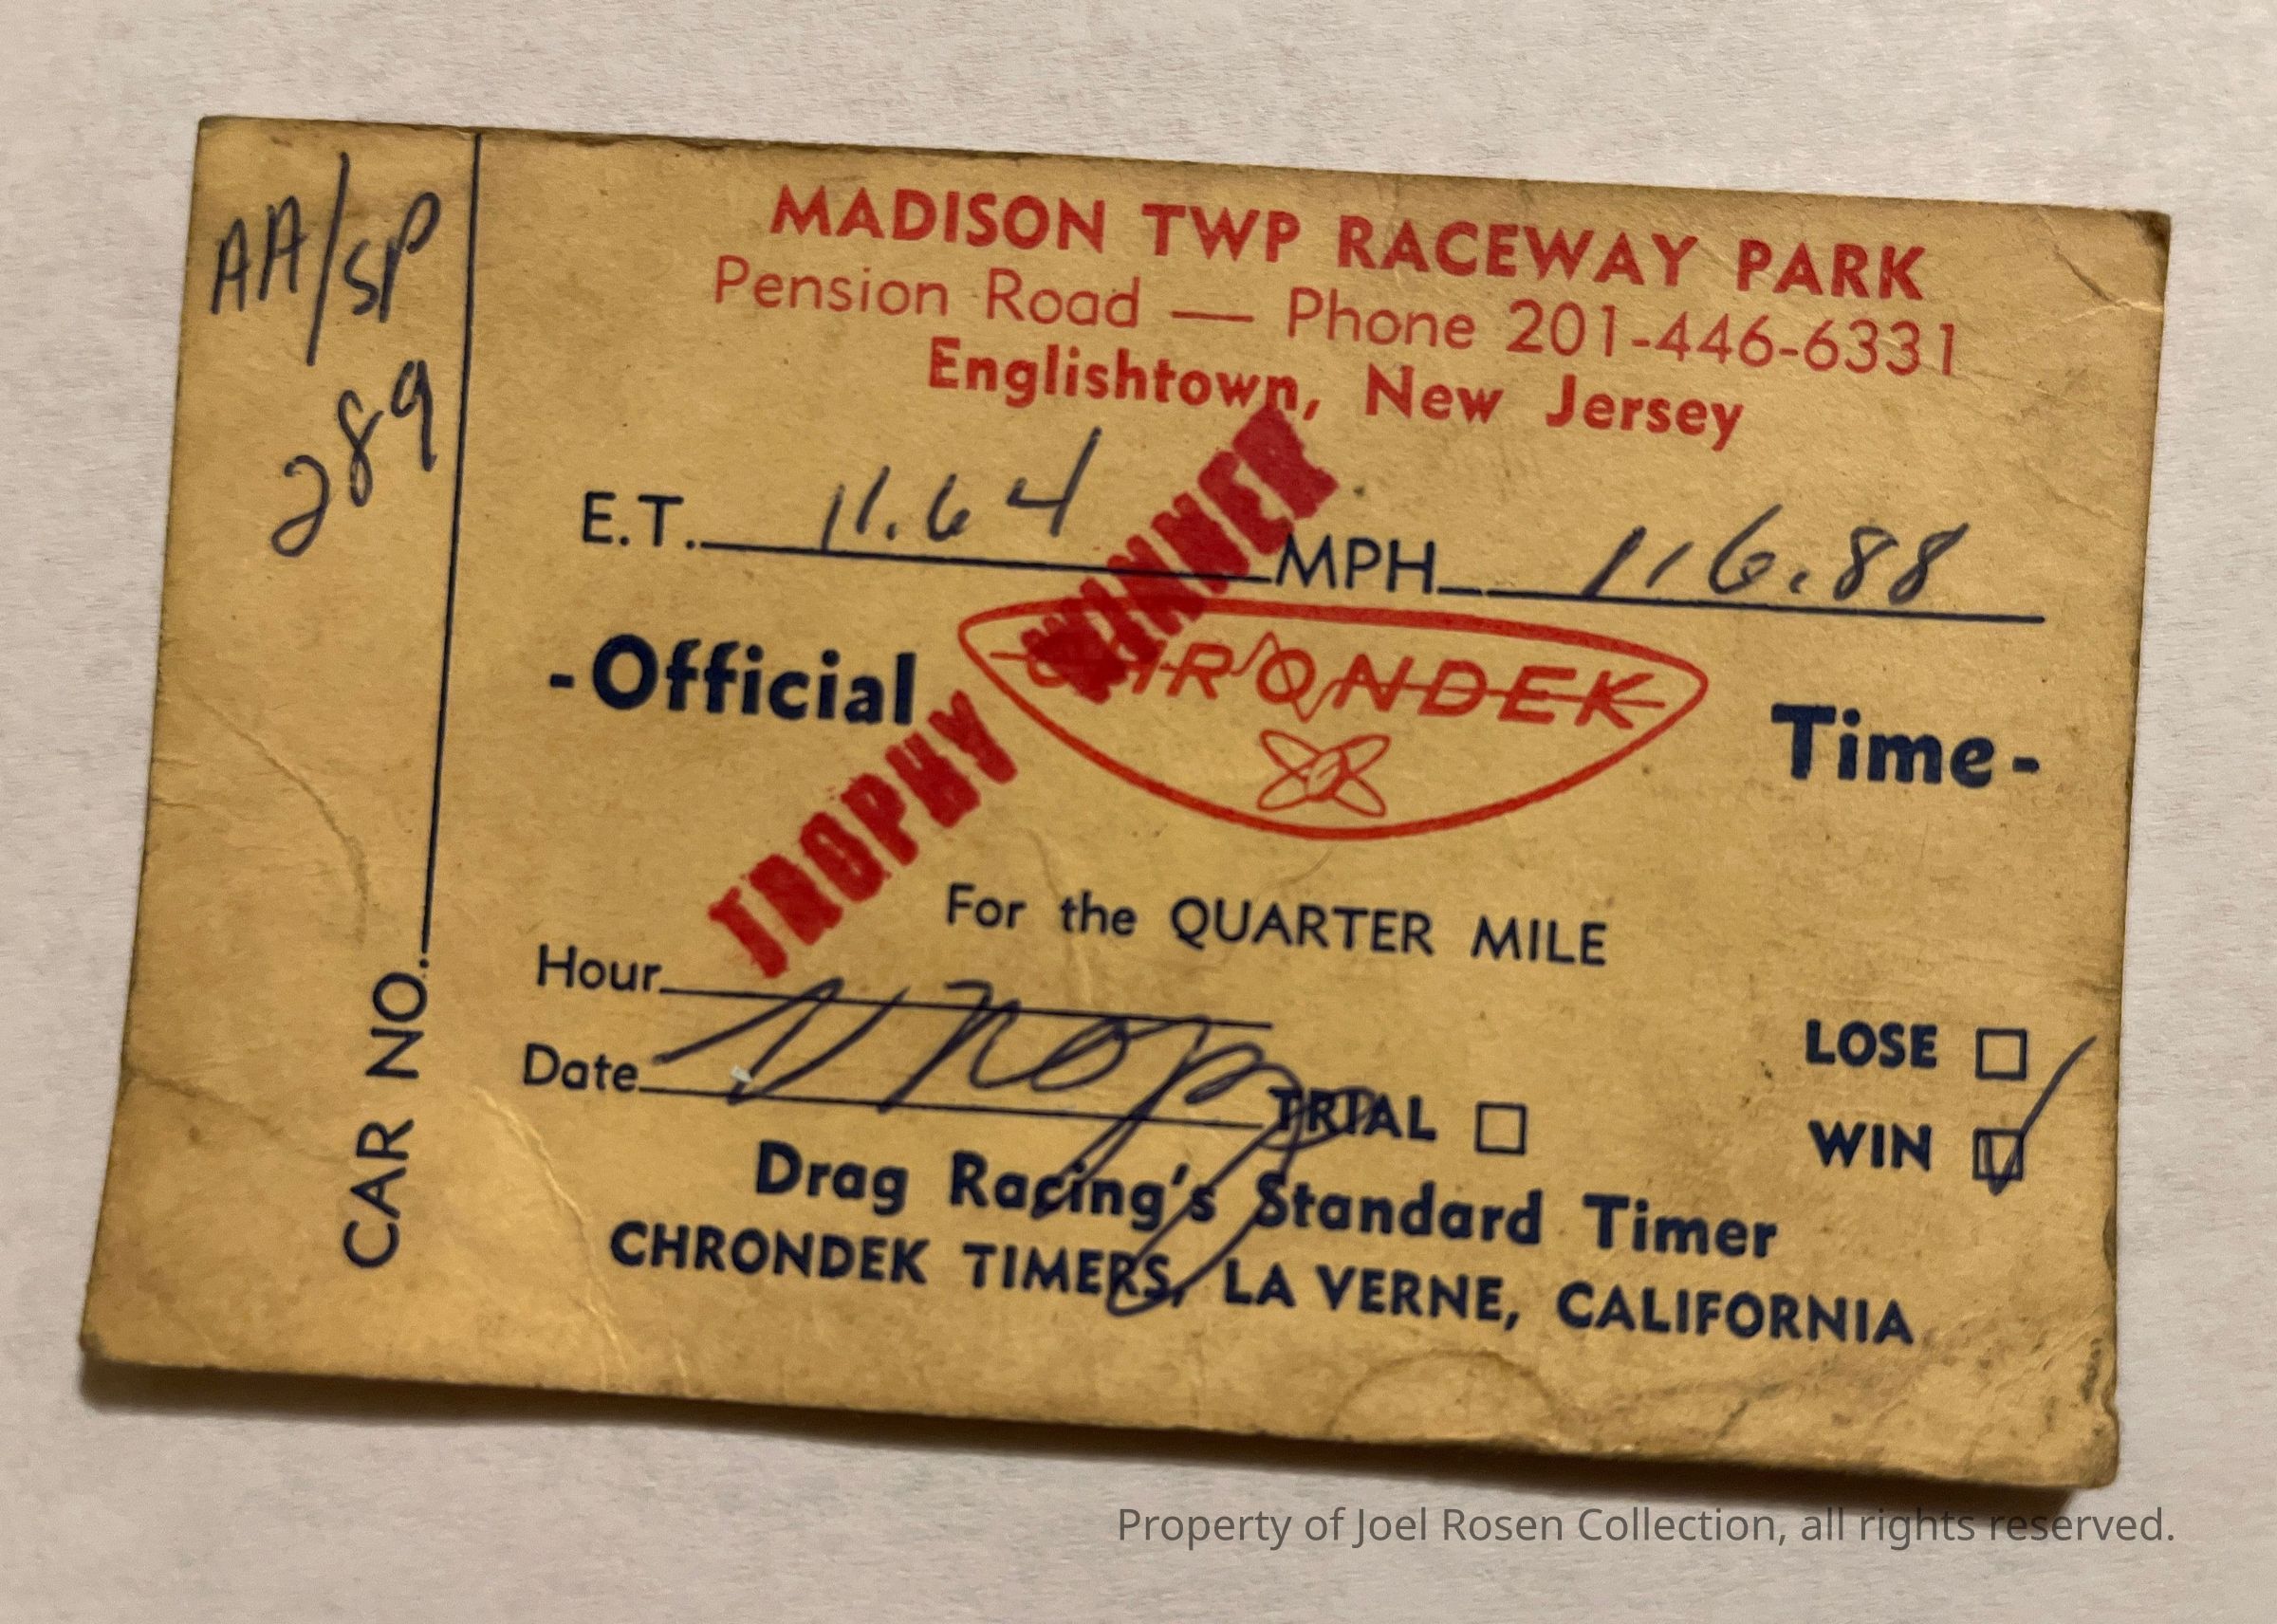 AA/SP
289
CAR NO.
MADISON TWP RACEWAY PARK
Pension Road — Phone 201-446-6331
Englishtown, New Jersey
E.T. 11.64 MPH 116.88
TROPHY WINNER
-Official CHRONDEK Time-
For the QUARTER MILE
Hour
Date
TRIAL
LOSE
WIN
Drag Racing's Standard Timer
CHRONDEK TIMERS, LA VERNE, CALIFORNIA
Property of Joel Rosen Collection, all rights reserved.